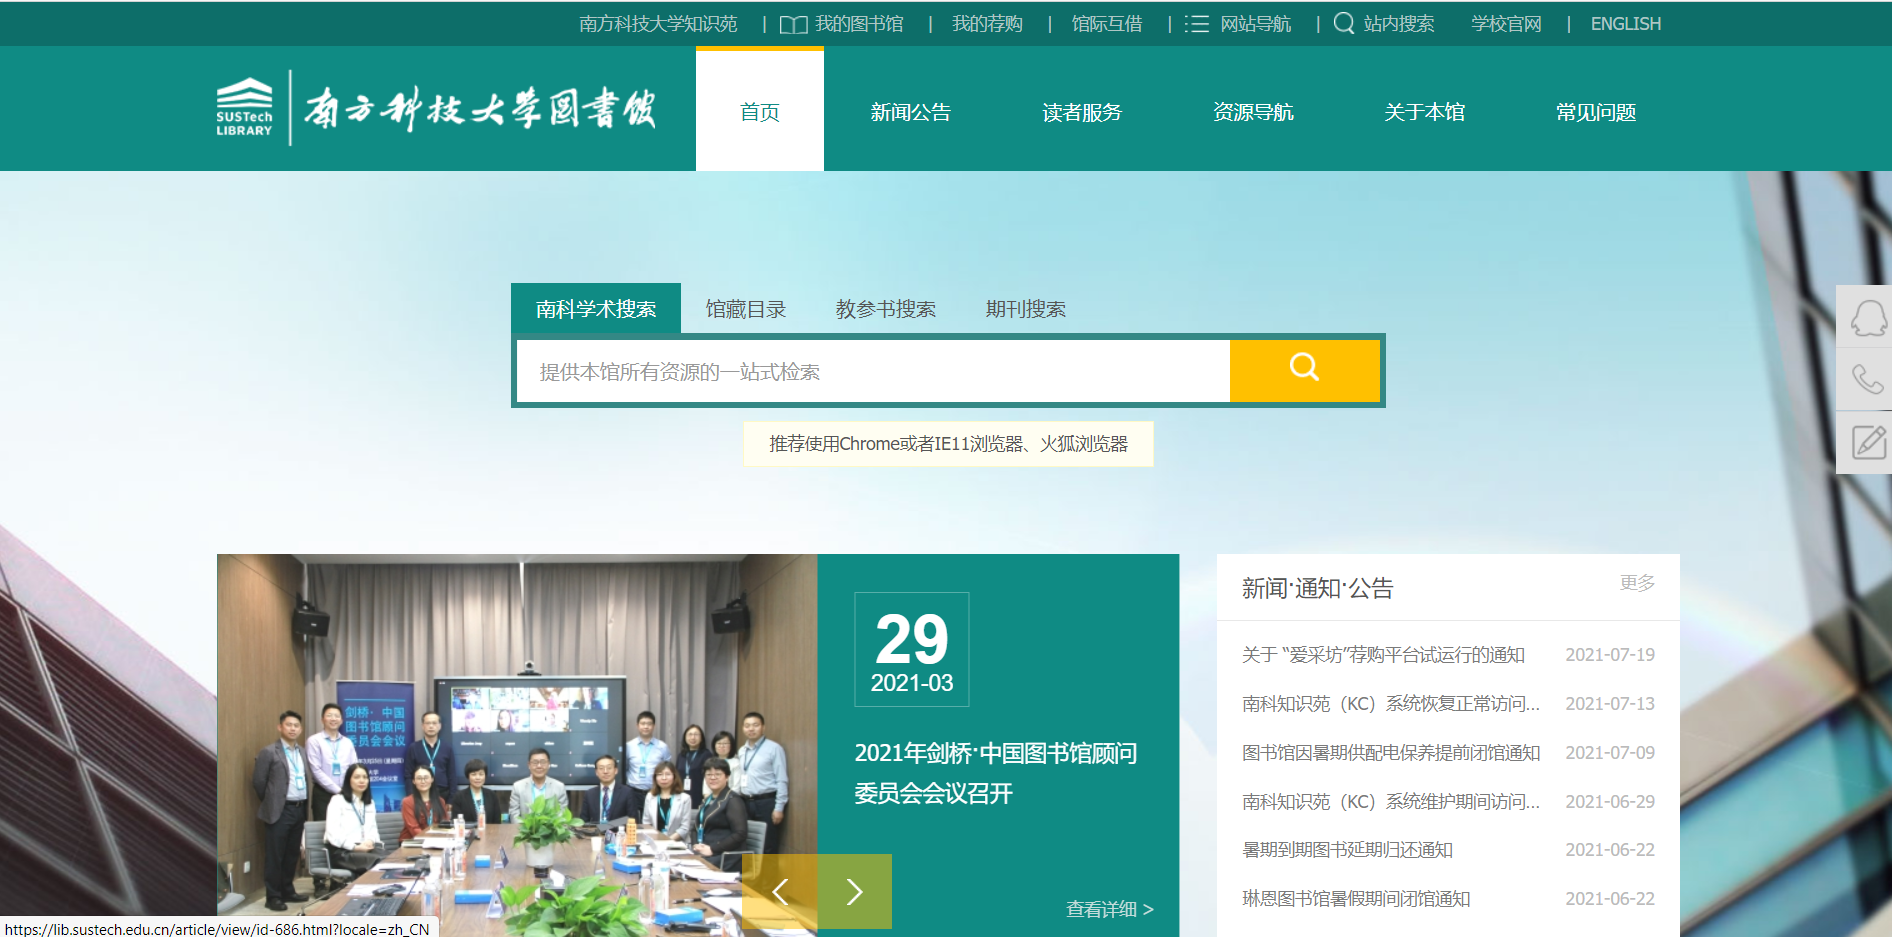 南方科技大学知识苑 | 我的图书馆 | 我的荐购 | 馆际互借 | 网站导航 | 站内搜索 学校官网 | ENGLISH
SUSTech
LIBRARY
南方科技大学图書馆
首页 新闻公告 读者服务 资源导航 关于本馆 常见问题
南科学术搜索 馆藏目录 教参书搜索 期刊搜索
提供本馆所有资源的一站式检索
推荐使用Chrome或者IE11浏览器、火狐浏览器
剑桥·中国
图书馆顾问
委员会会议
29
2021-03
2021年剑桥·中国图书馆顾问
委员会会议召开
查看详细 >
新闻·通知·公告 更多
关于 “爱采坊”荐购平台试运行的通知 2021-07-19
南科知识苑（KC）系统恢复正常访问... 2021-07-13
图书馆因暑期供配电保养提前闭馆通知 2021-07-09
南科知识苑（KC）系统维护期间访问... 2021-06-29
暑期到期图书延期归还通知 2021-06-22
琳恩图书馆暑假期间闭馆通知 2021-06-22
https://lib.sustech.edu.cn/article/view/id-686.html?locale=zh_CN